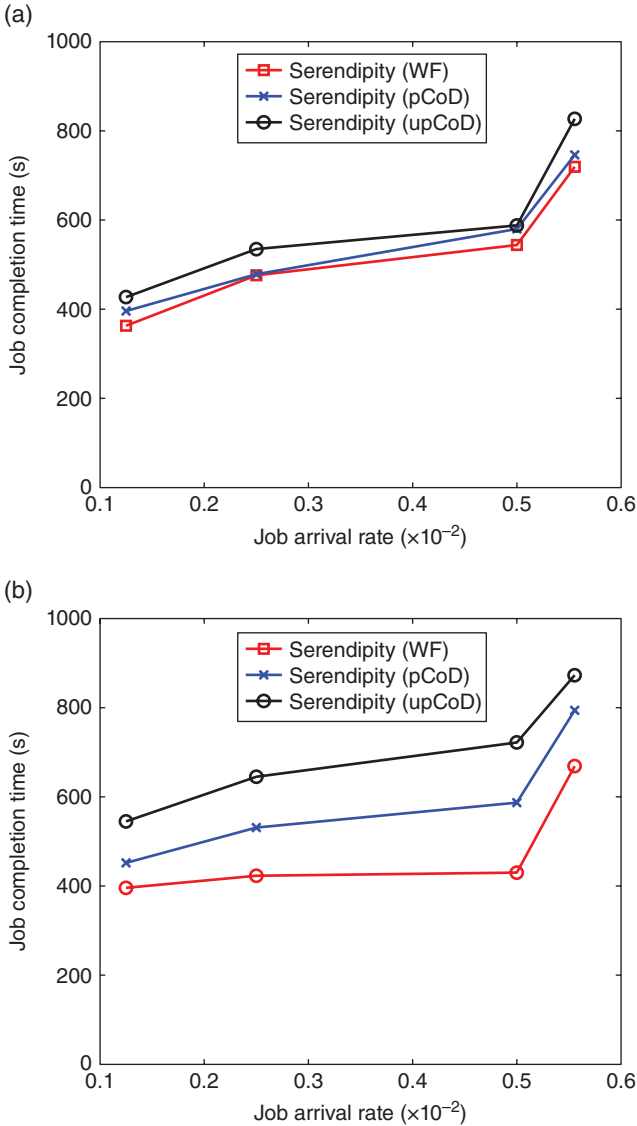 (a)
1000
800
600
400
200
0
Job completion time (s)
Serendipity (WF)
Serendipity (pCoD)
Serendipity (upCoD)
0.1 0.2 0.3 0.4 0.5 0.6
Job arrival rate (×10⁻²)
(b)
1000
800
600
400
200
0
Job completion time (s)
Serendipity (WF)
Serendipity (pCoD)
Serendipity (upCoD)
0.1 0.2 0.3 0.4 0.5 0.6
Job arrival rate (×10⁻²)